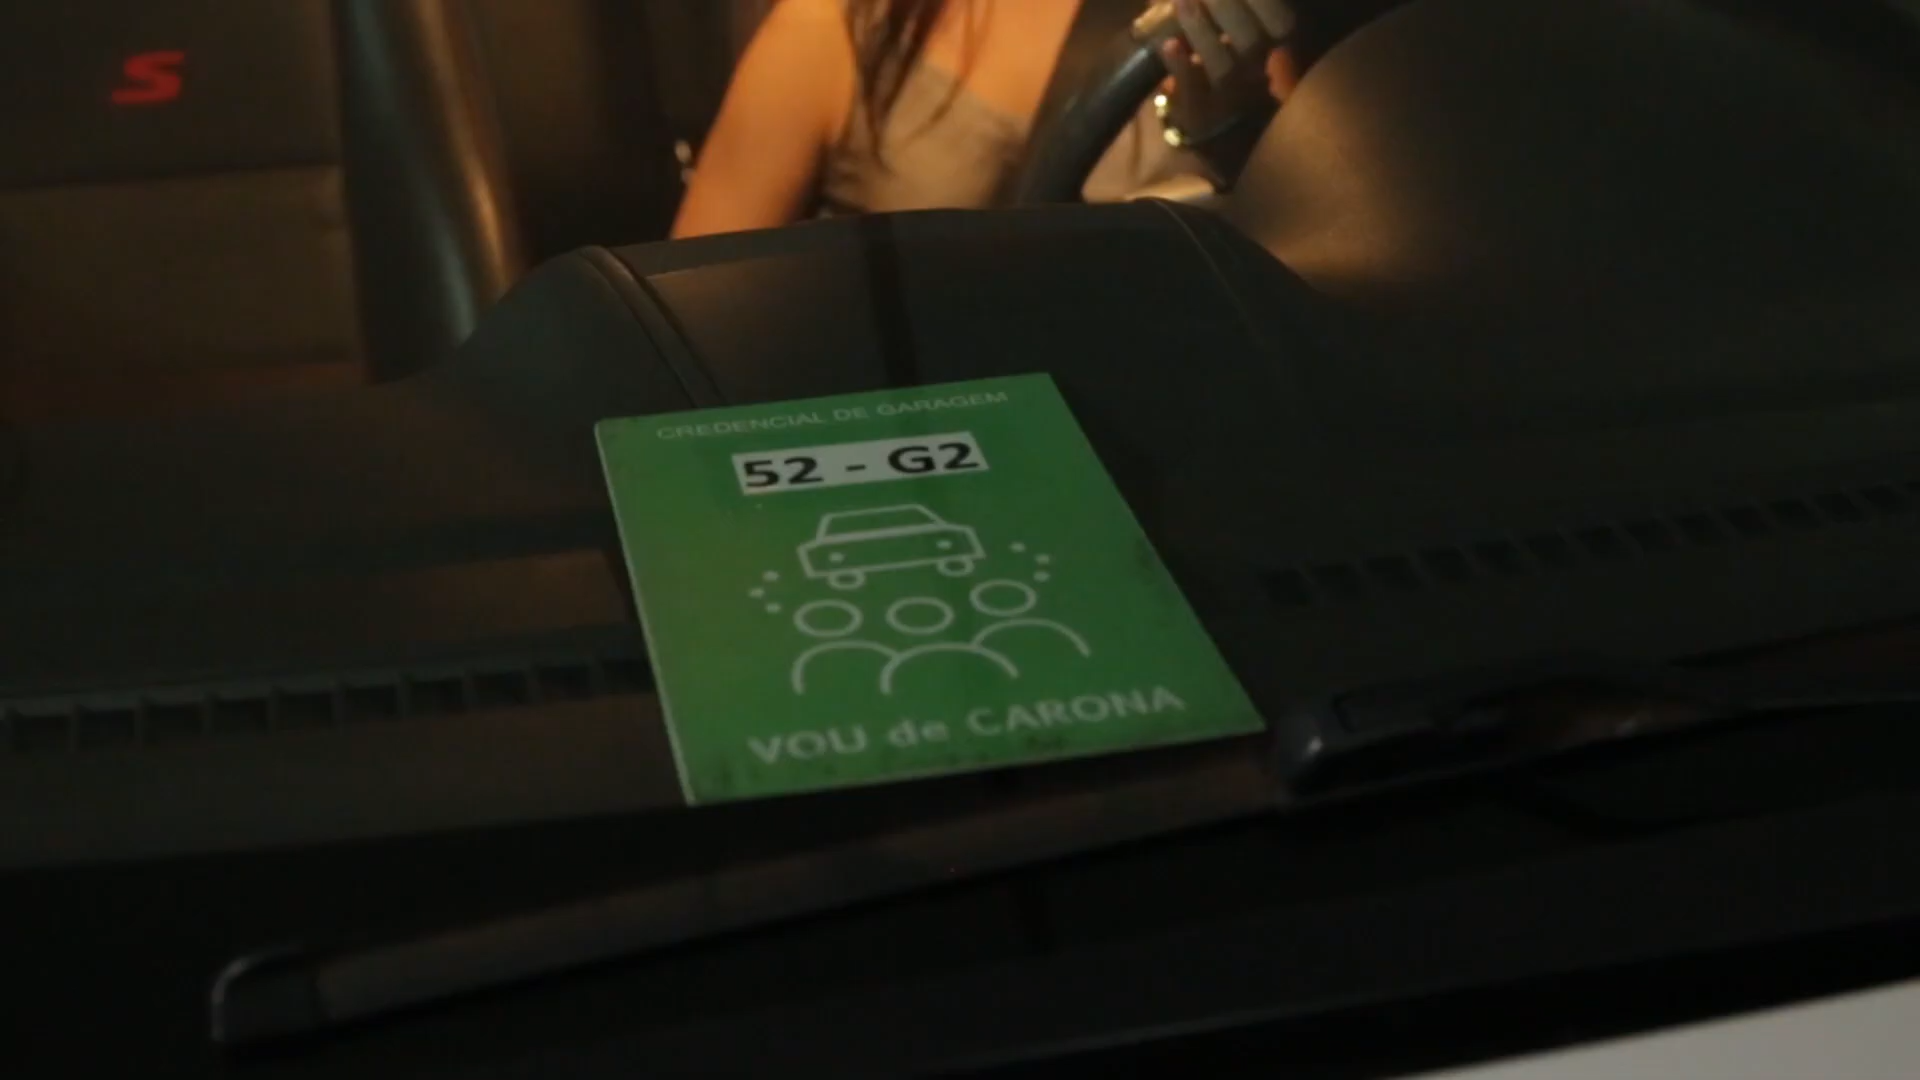 S
CREDENCIAL DE GARAGEM
52 - G2
VOU de CARONA